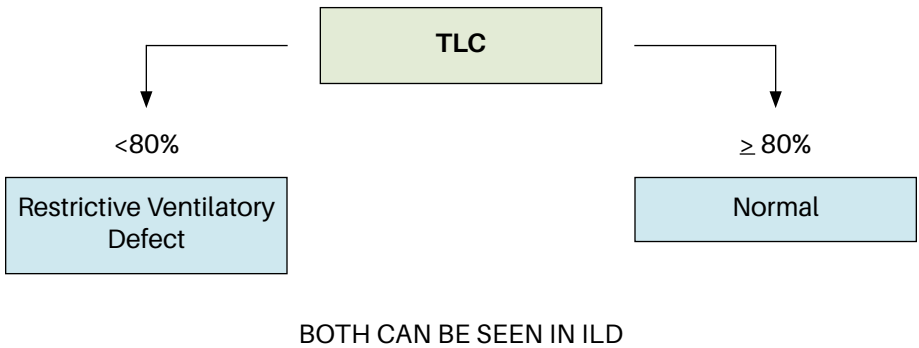 TLC
<80%
≥ 80%
Restrictive Ventilatory
Defect
Normal
BOTH CAN BE SEEN IN ILD